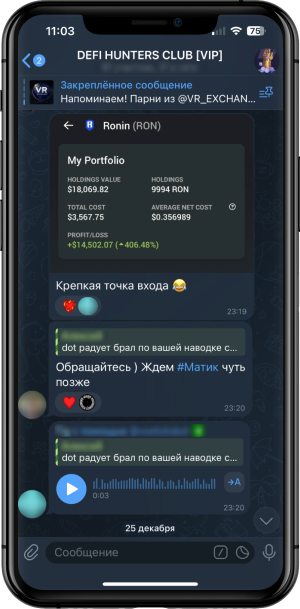 11:03
75
2
DEFI HUNTERS CLUB [VIP]
VR
Закреплённое сообщение
Напоминаем! Парни из @VR_EXCHAN...
Ronin (RON)
My Portfolio
HOLDINGS VALUE
HOLDINGS
$18,069.82
9994 RON
TOTAL COST
AVERAGE NET COST
$3,567.75
$0.356989
PROFIT/LOSS
+$14,502.07 (▲406.48%)
Крепкая точка входа 😂
23:19
dot радует брал по вашей наводке с...
Обращайтесь ) Ждем #Матик чуть
позже
23:20
dot радует брал по вашей наводке с...
→A
0:03
23:20
25 декабря
Сообщение